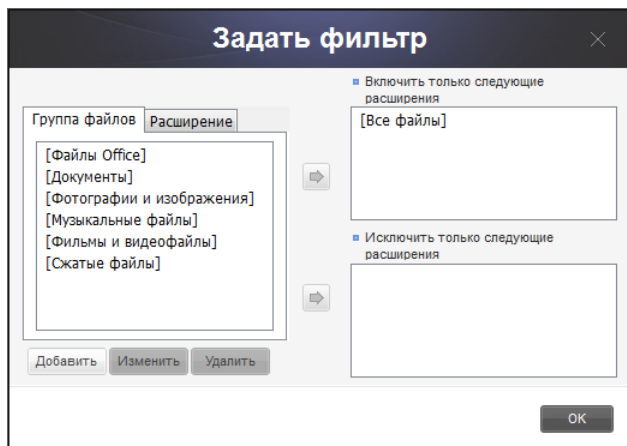 Задать фильтр
Включить только следующие
расширения
Группа файлов Расширение
[Все файлы]
[Файлы Office]
[Документы]
[Фотографии и изображения]
[Музыкальные файлы]
[Фильмы и видеофайлы]
[Сжатые файлы]
Исключить только следующие
расширения
Добавить Изменить Удалить
OK